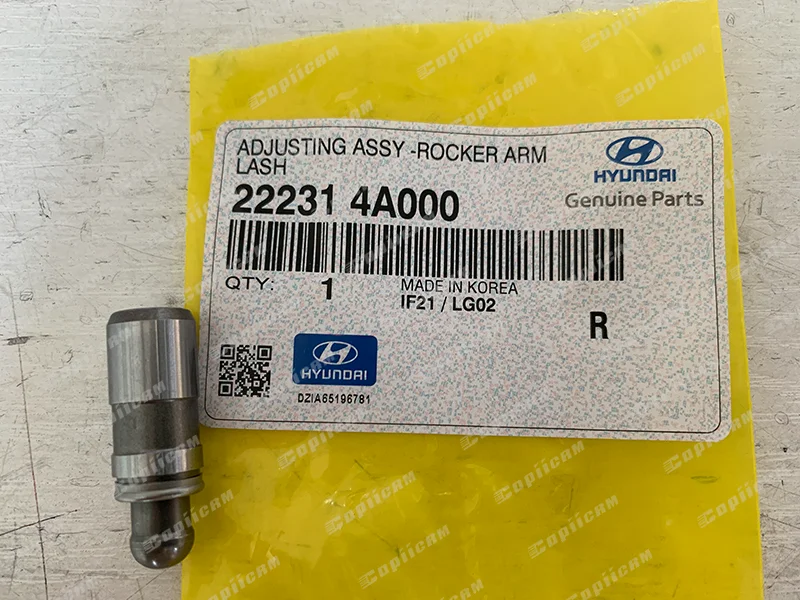 ADJUSTING ASSY -ROCKER ARM
LASH
22231 4A000
HYUNDAI
Genuine Parts
QTY: 1
MADE IN KOREA
IF21 / LG02
R
HYUNDAI
DZIA65196781
CopiiCAM